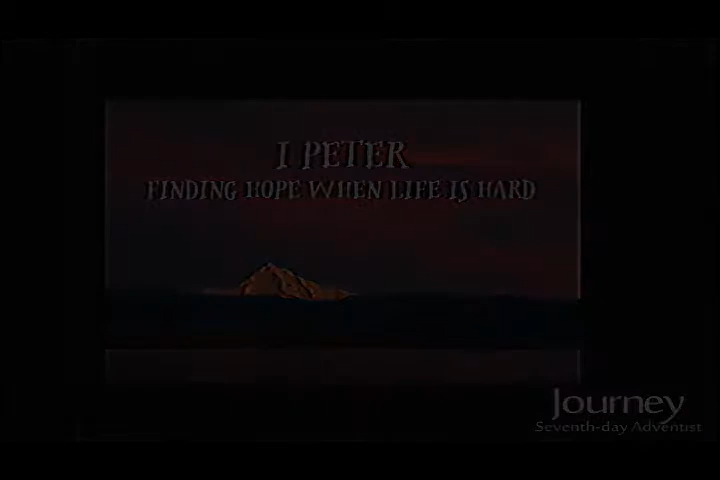 I PETER
FINDING HOPE WHEN LIFE IS HARD
Journey
Seventh-day Adventist